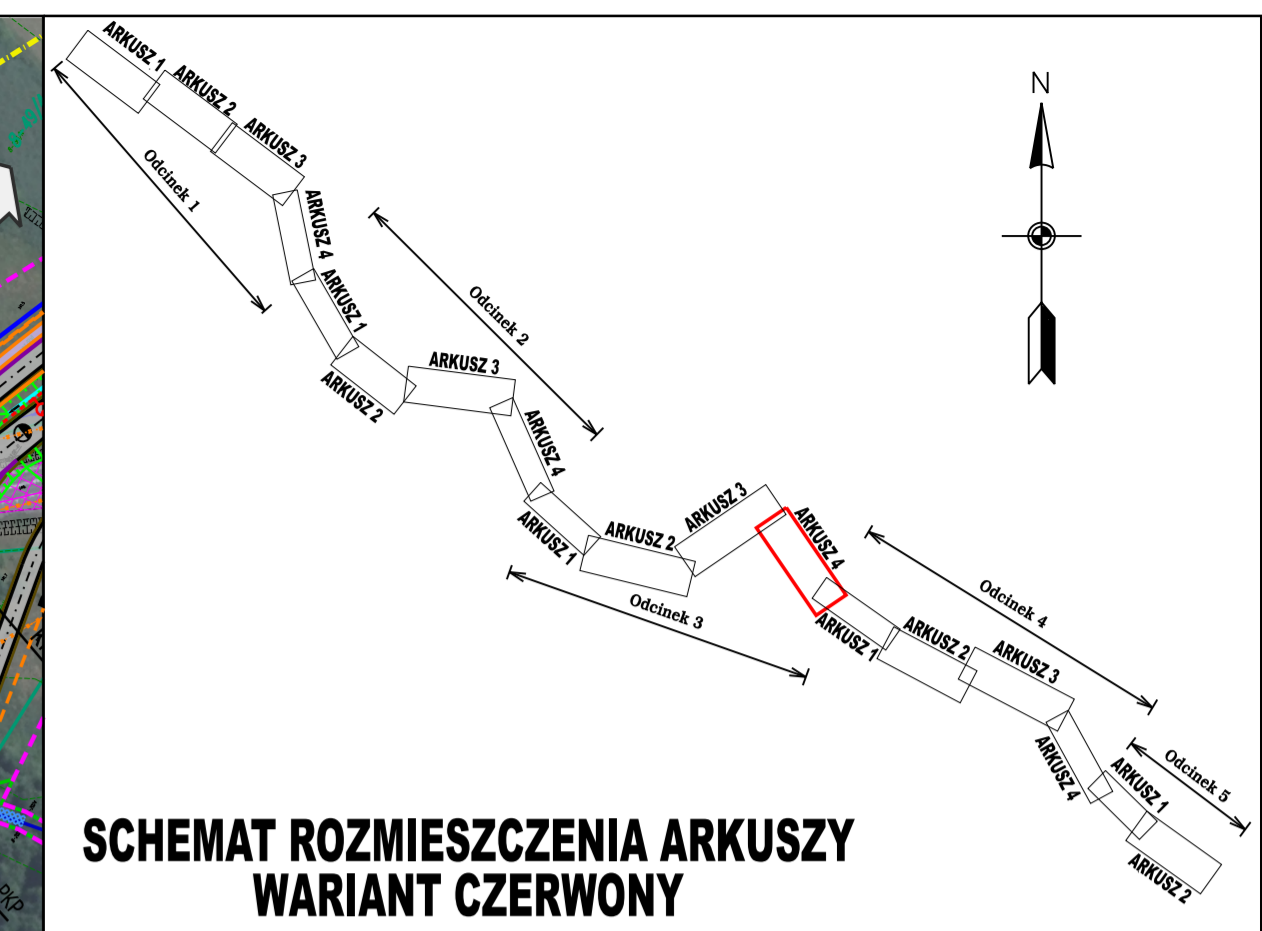 ARKUSZ 1
ARKUSZ 2
ARKUSZ 3
ARKUSZ 4
Odcinek 1
N
ARKUSZ 1
ARKUSZ 2
ARKUSZ 3
ARKUSZ 4
Odcinek 2
ARKUSZ 1
ARKUSZ 2
ARKUSZ 3
ARKUSZ 4
Odcinek 3
ARKUSZ 1
ARKUSZ 2
ARKUSZ 3
ARKUSZ 4
Odcinek 4
ARKUSZ 1
ARKUSZ 2
Odcinek 5
SCHEMAT ROZMIESZCZENIA ARKUSZY
WARIANT CZERWONY
PKP